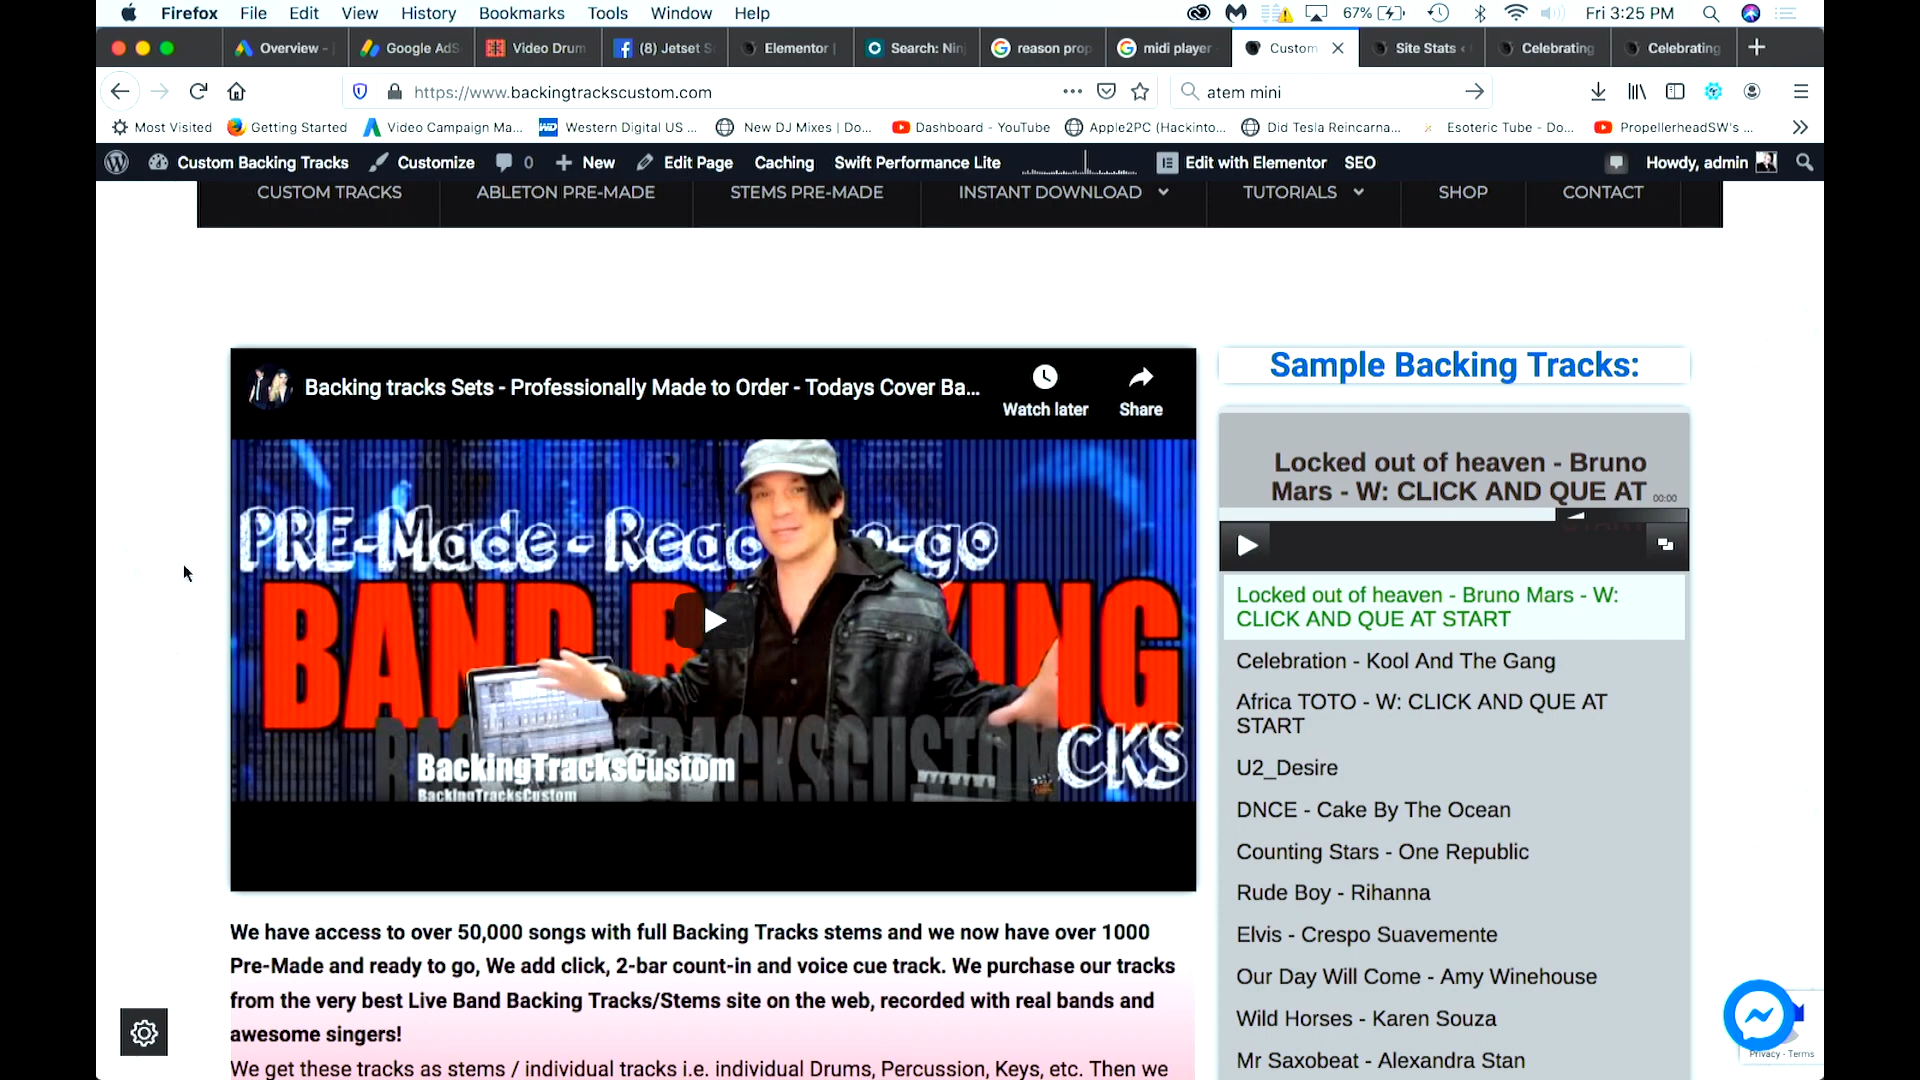 Firefox File Edit View History Bookmarks Tools Window Help 67% Fri 3:25 PM
Overview - Google AdS Video Drum (8) Jetset S Elementor | Search: Nin reason prop midi player Custom Site Stats ‹ Celebrating Celebrating
https://www.backingtrackscustom.com atem mini
Most Visited Getting Started Video Campaign Ma... Western Digital US ... New DJ Mixes | Do... Dashboard - YouTube Apple2PC (Hackinto... Did Tesla Reincarna... Esoteric Tube - Do... PropellerheadSW's ...
Custom Backing Tracks Customize 0 New Edit Page Caching Swift Performance Lite Edit with Elementor SEO Howdy, admin
CUSTOM TRACKS ABLETON PRE-MADE STEMS PRE-MADE INSTANT DOWNLOAD TUTORIALS SHOP CONTACT
Backing tracks Sets - Professionally Made to Order - Todays Cover Ba...
Watch later Share
PRE-Made - -go
BAND
CKS
BackingTracksCustom
BackingTracksCustom
We have access to over 50,000 songs with full Backing Tracks stems and we now have over 1000
Pre-Made and ready to go, We add click, 2-bar count-in and voice cue track. We purchase our tracks
from the very best Live Band Backing Tracks/Stems site on the web, recorded with real bands and
awesome singers!
We get these tracks as stems / individual tracks i.e. individual Drums, Percussion, Keys, etc. Then we
Sample Backing Tracks:
Locked out of heaven - Bruno
Mars - W: CLICK AND QUE AT 00:00
Locked out of heaven - Bruno Mars - W:
CLICK AND QUE AT START
Celebration - Kool And The Gang
Africa TOTO - W: CLICK AND QUE AT
START
U2_Desire
DNCE - Cake By The Ocean
Counting Stars - One Republic
Rude Boy - Rihanna
Elvis - Crespo Suavemente
Our Day Will Come - Amy Winehouse
Wild Horses - Karen Souza
Mr Saxobeat - Alexandra Stan
Privacy - Terms